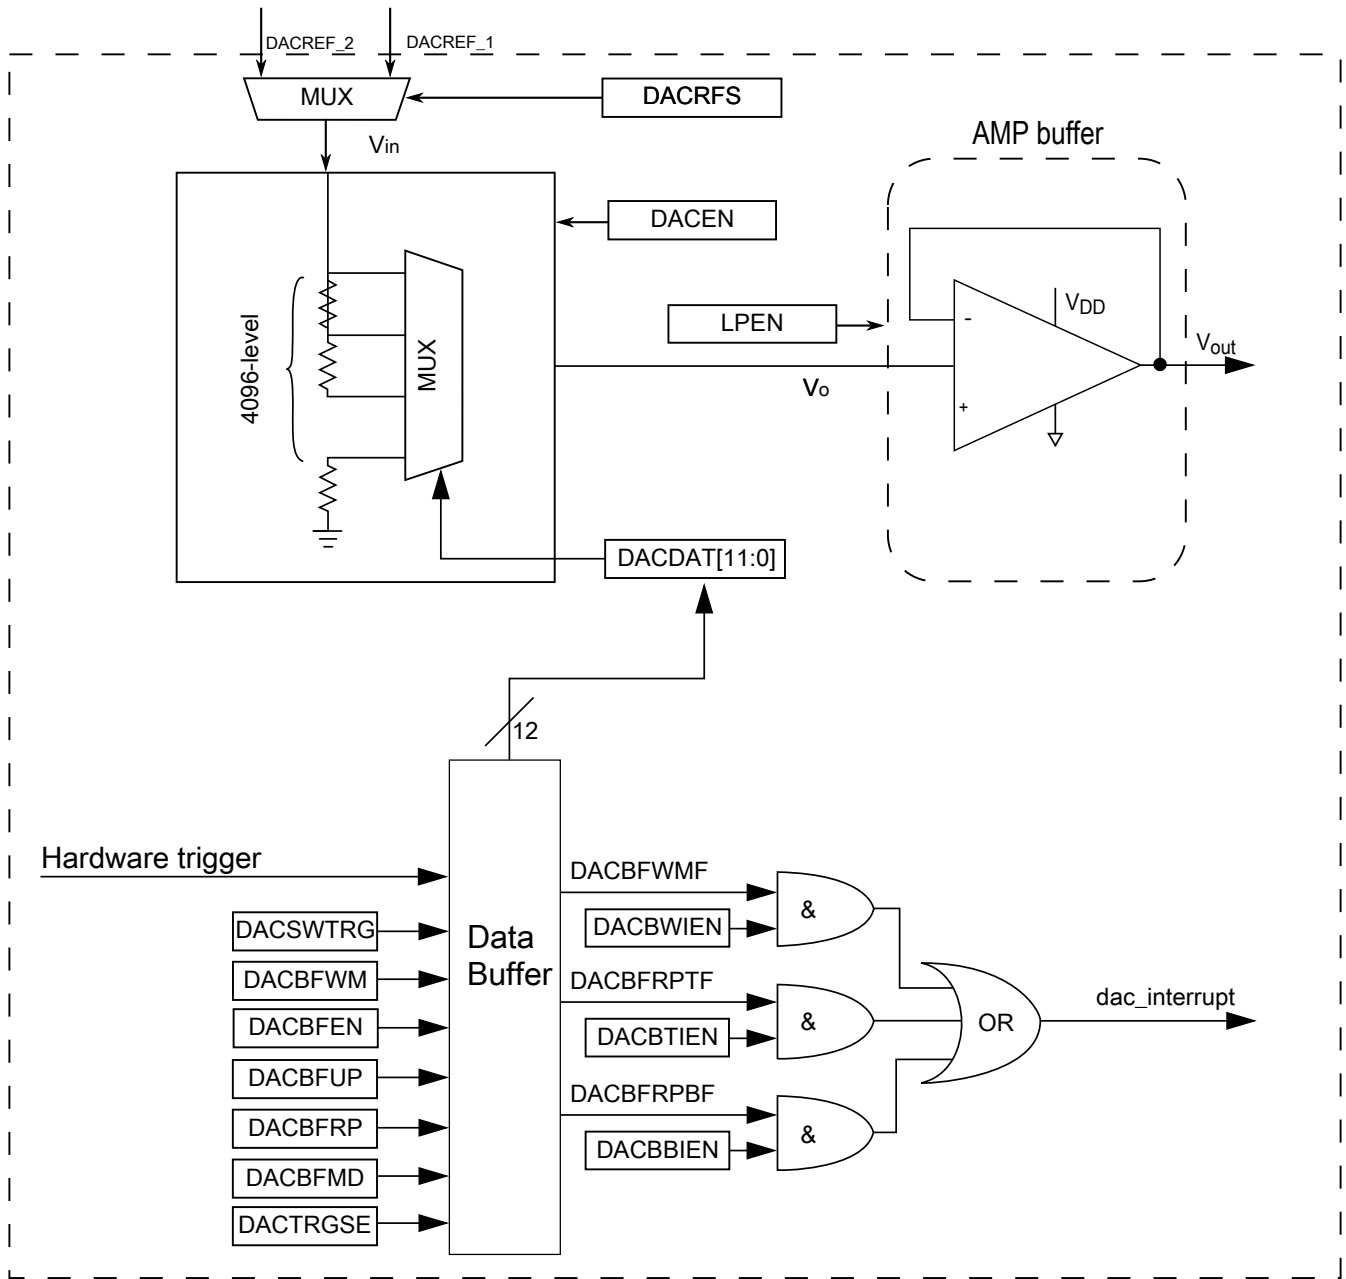 DACREF_2
DACREF_1
MUX
DACRFS
Vin
AMP buffer
DACEN
4096-level
MUX
LPEN
VDD
-
+
Vo
Vout
DACDAT[11:0]
12
Hardware trigger
DACSWTRG
DACBFWM
DACBFEN
DACBFUP
DACBFRP
DACBFMD
DACTRGSE
Data
Buffer
DACBFWMF
DACBWIEN
&
DACBFRPTF
DACBTIEN
&
DACBFRPBF
DACBBIEN
&
OR
dac_interrupt